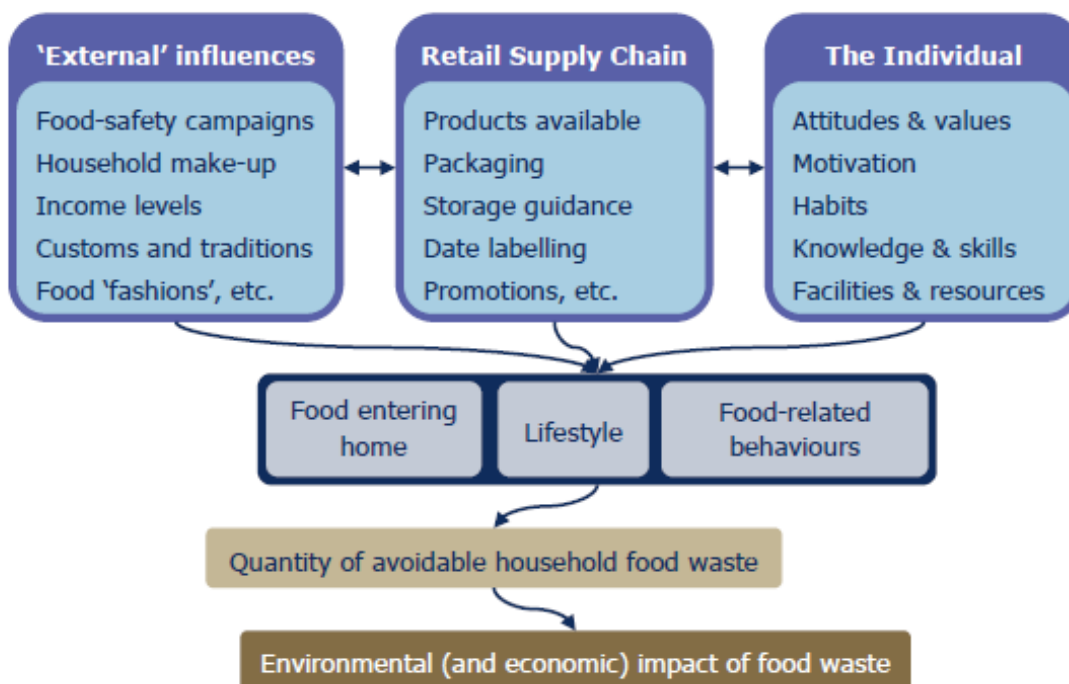 ‘External’ influences
Food-safety campaigns
Household make-up
Income levels
Customs and traditions
Food ‘fashions’, etc.
Retail Supply Chain
Products available
Packaging
Storage guidance
Date labelling
Promotions, etc.
The Individual
Attitudes & values
Motivation
Habits
Knowledge & skills
Facilities & resources
Food entering
home
Lifestyle
Food-related
behaviours
Quantity of avoidable household food waste
Environmental (and economic) impact of food waste